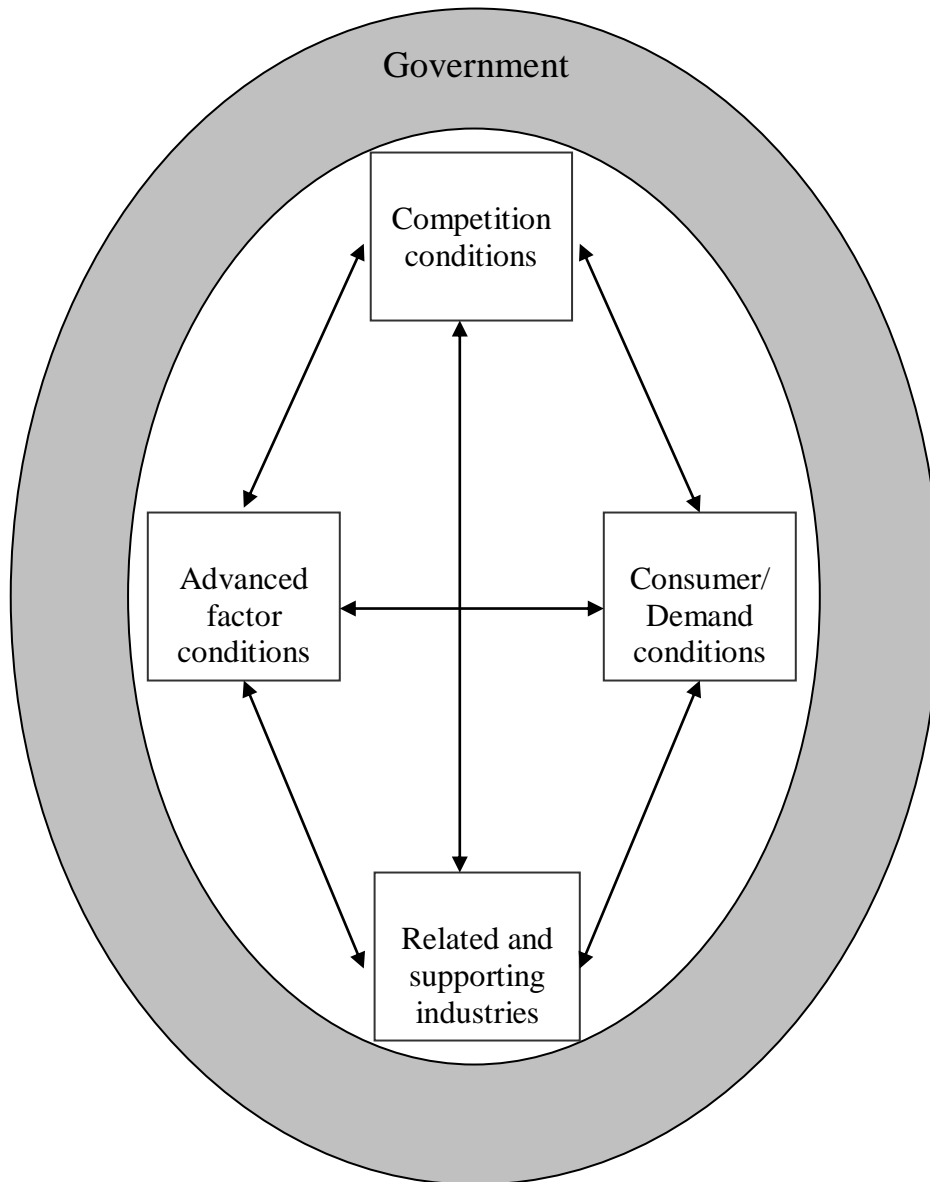 Government
Competition
conditions
Advanced
factor
conditions
Consumer/
Demand
conditions
Related and
supporting
industries